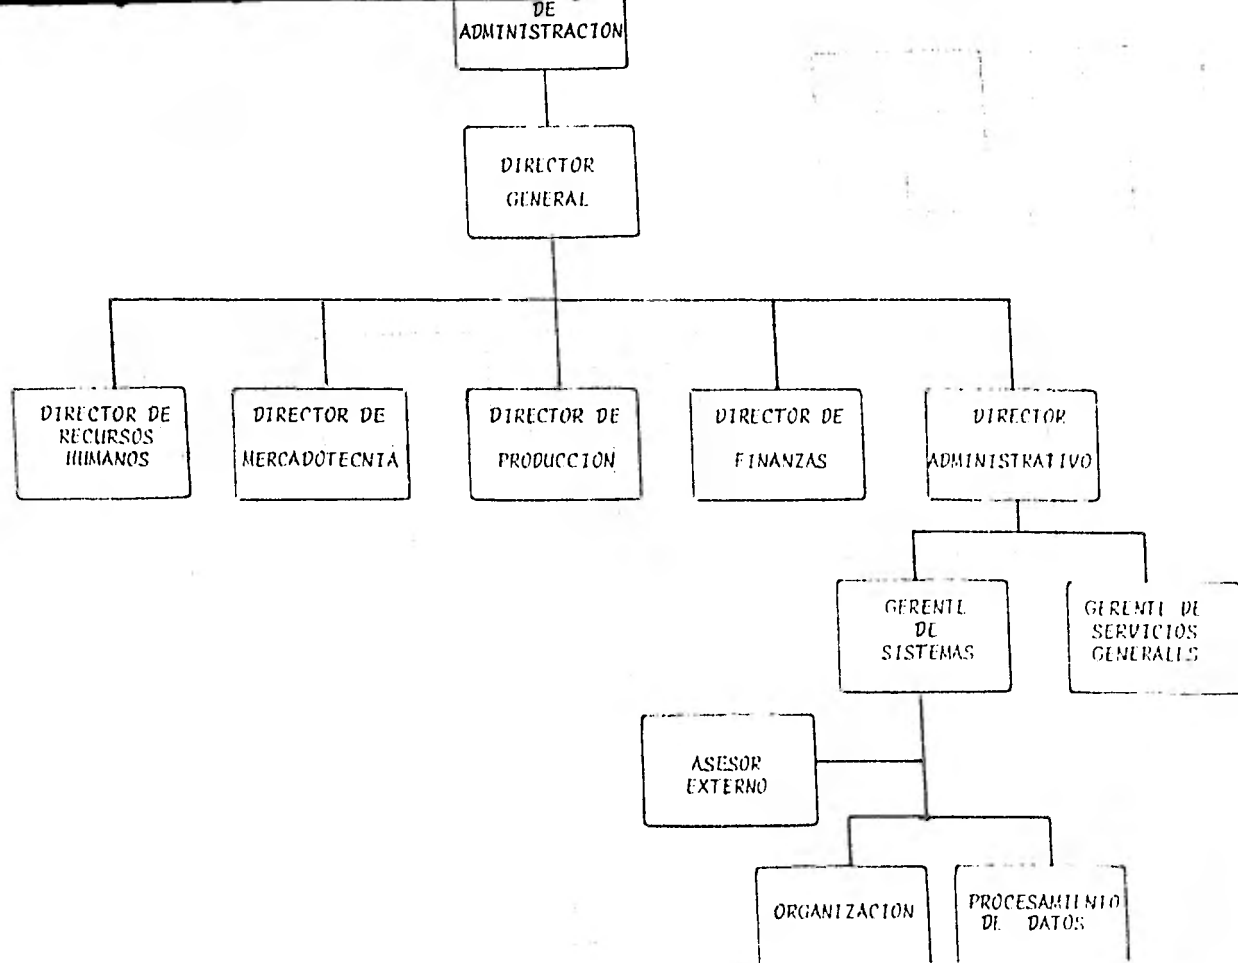 DE
ADMINISTRACION
DIRECTOR
GENERAL
DIRECTOR DE
RECURSOS
HUMANOS
DIRECTOR DE
MERCADOTECNIA
DIRECTOR DE
PRODUCCION
DIRECTOR DE
FINANZAS
DIRECTOR
ADMINISTRATIVO
GERENTE
DE
SISTEMAS
GERENTE DE
SERVICIOS
GENERALES
ASESOR
EXTERNO
ORGANIZACION
PROCESAMIENTO
DE DATOS